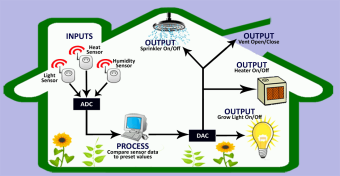 INPUTS
Heat
Sensor
Light
Sensor
Humidity
Sensor
ADC
PROCESS
Compare sensor data
to preset values
DAC
OUTPUT
Sprinkler On/Off
OUTPUT
Vent Open/Close
OUTPUT
Heater On/Off
OUTPUT
Grow Light On/Off